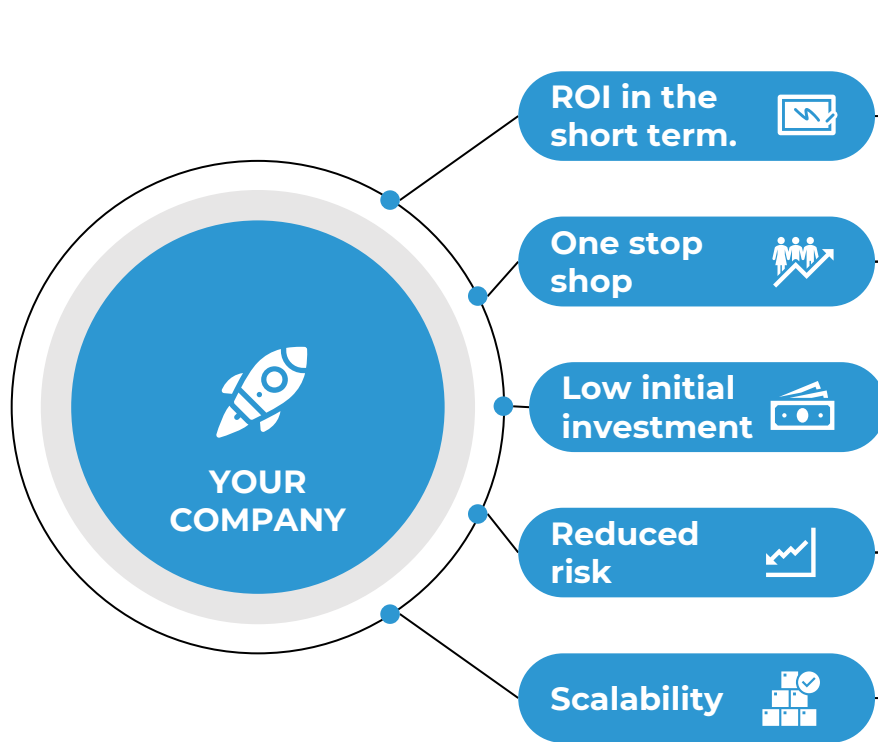 ROI in the
short term.
One stop
shop
Low initial
investment
YOUR
COMPANY
Reduced
risk
Scalability